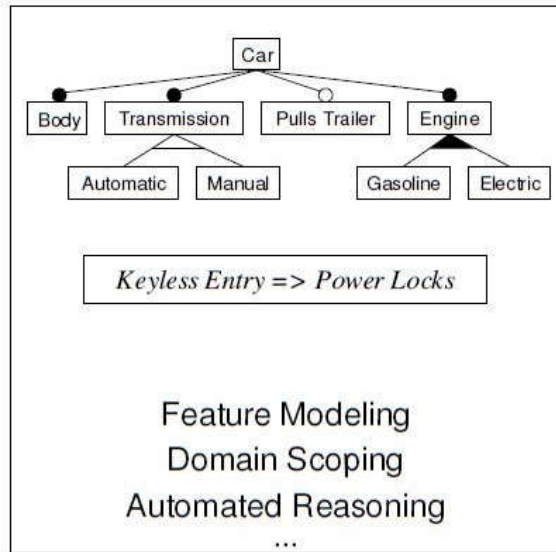 Car
Body Transmission Pulls Trailer Engine
Automatic Manual Gasoline Electric
Keyless Entry => Power Locks
Feature Modeling
Domain Scoping
Automated Reasoning
...